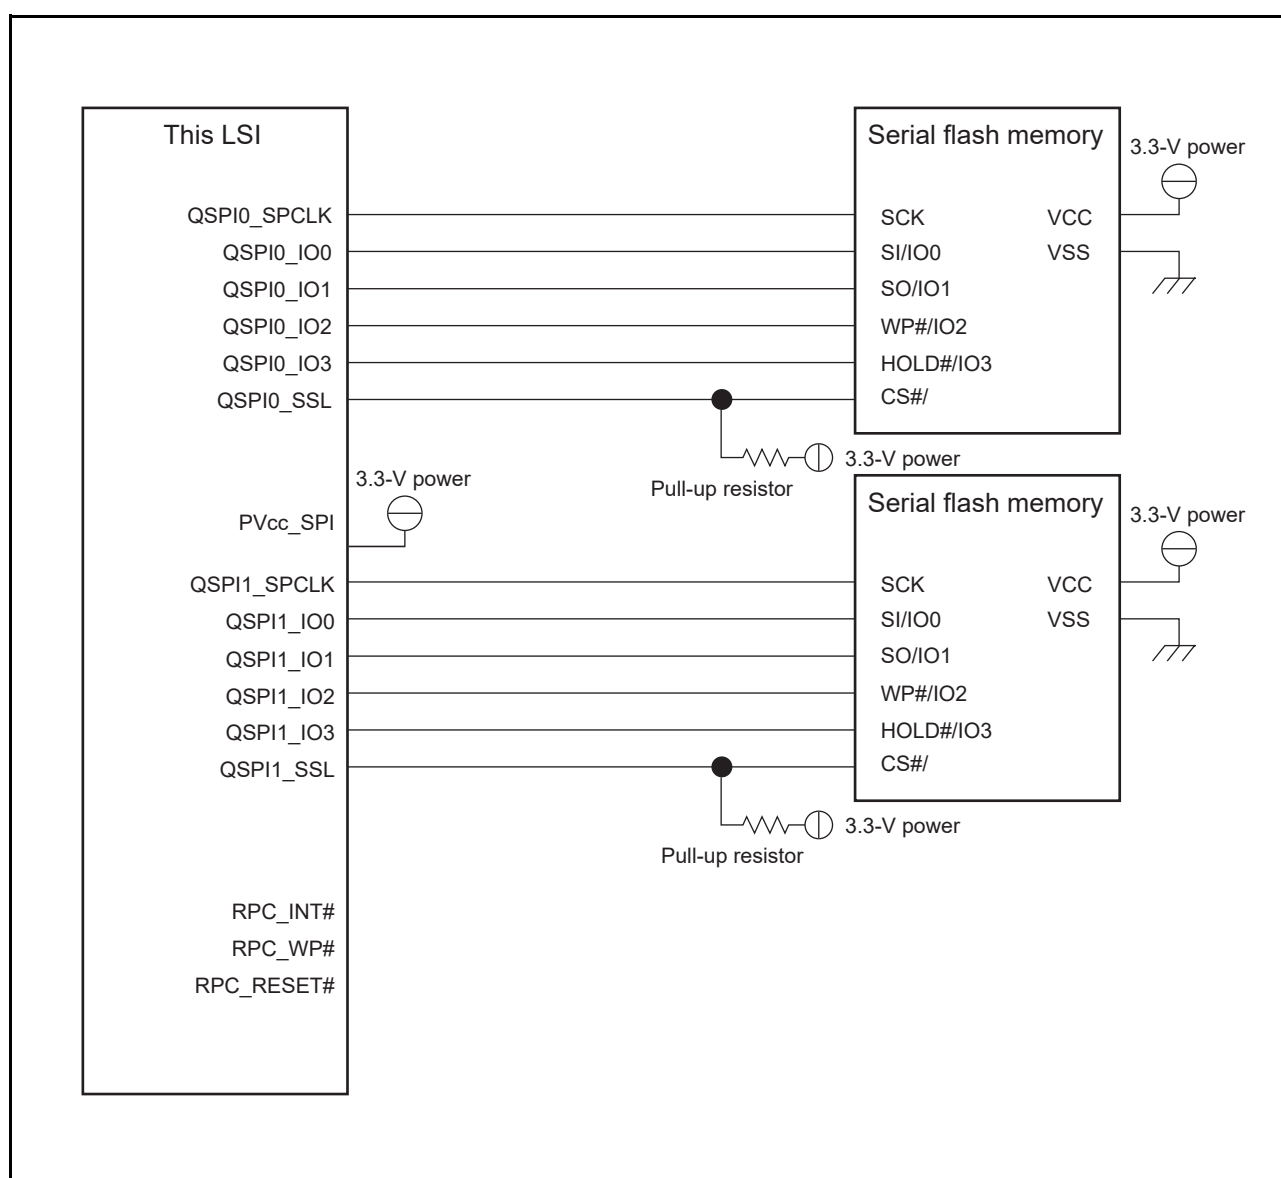 This LSI
QSPI0_SPCLK
QSPI0_IO0
QSPI0_IO1
QSPI0_IO2
QSPI0_IO3
QSPI0_SSL
3.3-V power
PVcc_SPI
QSPI1_SPCLK
QSPI1_IO0
QSPI1_IO1
QSPI1_IO2
QSPI1_IO3
QSPI1_SSL
RPC_INT#
RPC_WP#
RPC_RESET#
Serial flash memory
3.3-V power
SCK VCC
SI/IO0 VSS
SO/IO1
WP#/IO2
HOLD#/IO3
CS#/
3.3-V power
Pull-up resistor
Serial flash memory
3.3-V power
SCK VCC
SI/IO0 VSS
SO/IO1
WP#/IO2
HOLD#/IO3
CS#/
3.3-V power
Pull-up resistor